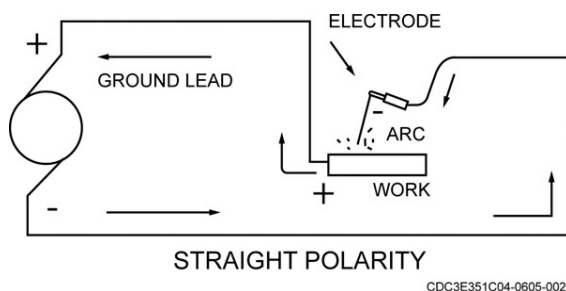 ELECTRODE
+
GROUND LEAD
-
ARC
+
WORK
-
STRAIGHT POLARITY
CDC3E351C04-0605-002